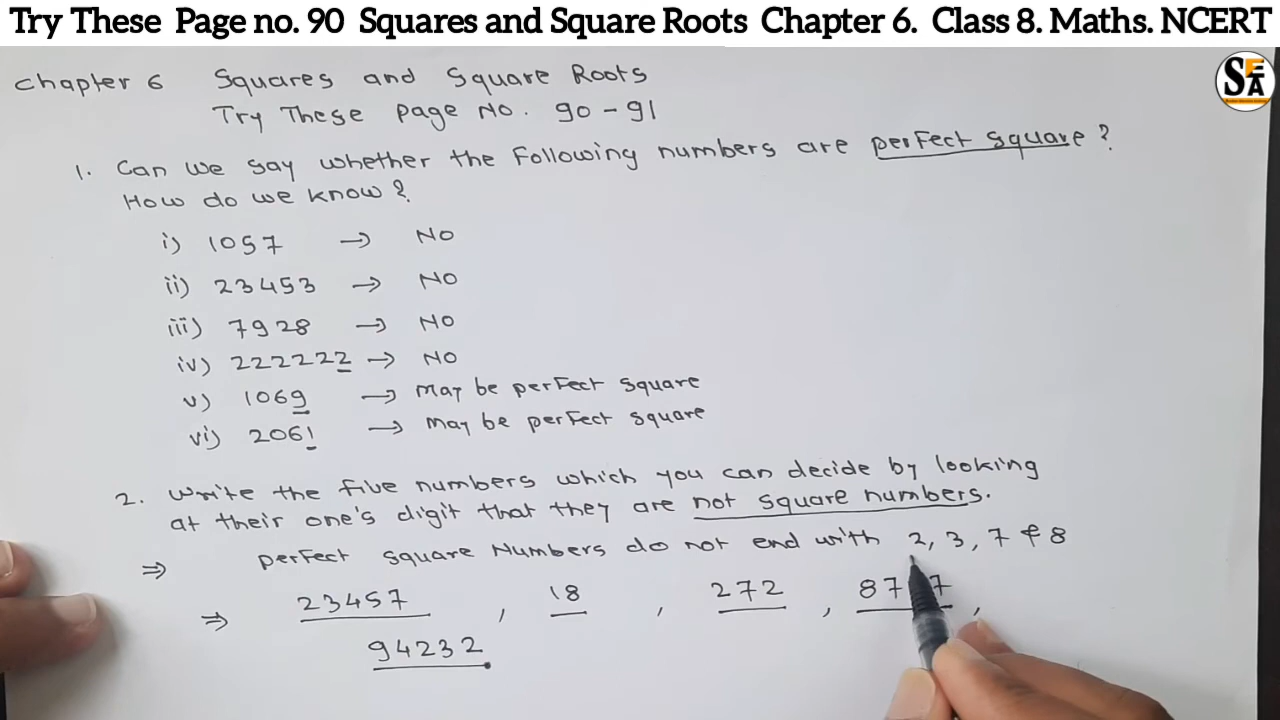 Try These Page no. 90 Squares and Square Roots Chapter 6. Class 8. Maths. NCERT
Chapter 6 Squares and Square Roots
Try These Page No. 90-91
1. Can we say whether the following numbers are perfect square?
How do we know?
i) 1057 → No
ii) 23453 → No
iii) 7928 → No
iv) 222222 → No
v) 1069 → may be perfect square
vi) 2061 → may be perfect square
2. Write the five numbers which you can decide by looking
at their one's digit that they are not square numbers.
⇒ perfect square Numbers do not end with 2, 3, 7 & 8
⇒ 23457, 18, 272,
94232.